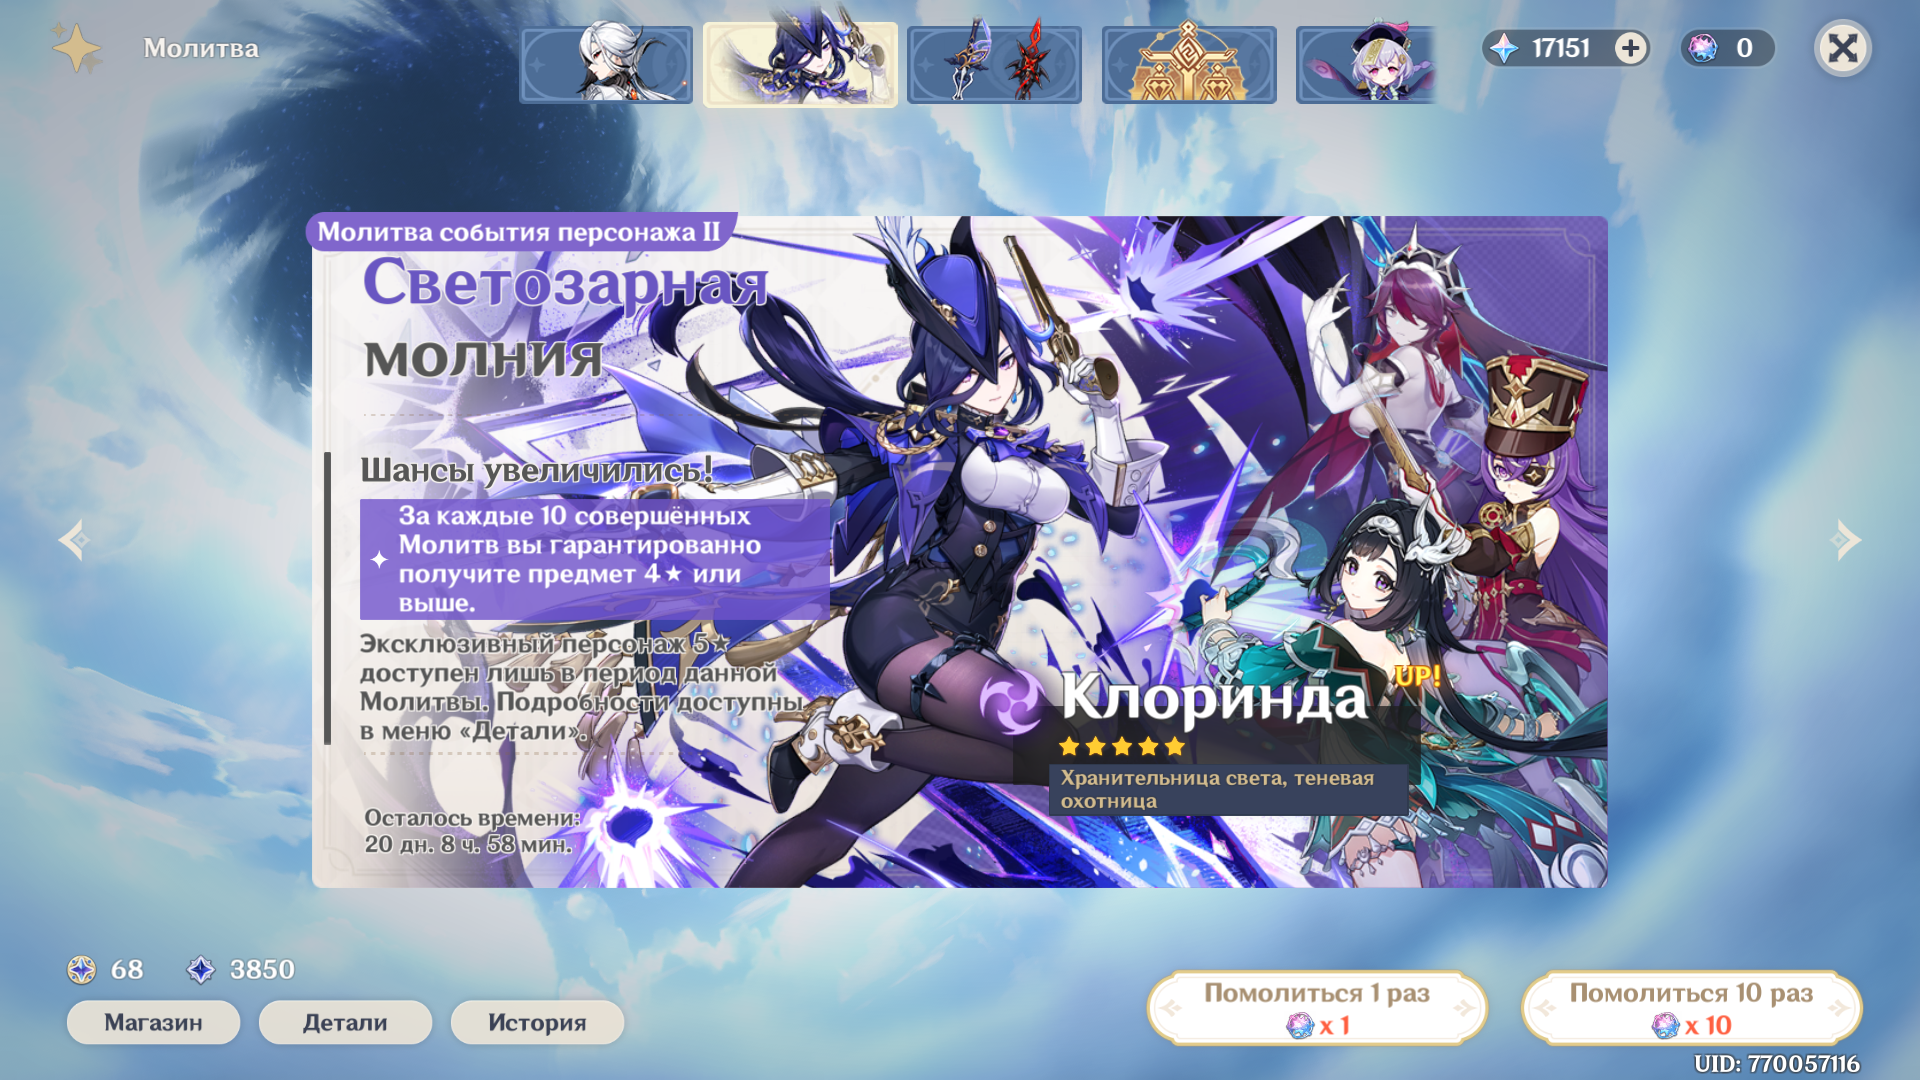 Молитва
17151
0
Молитва события персонажа II
Светозарная
молния
Шансы увеличились!
За каждые 10 совершённых
Молитв вы гарантированно
получите предмет 4★ или
выше.
Эксклюзивный персонаж 5★
доступен лишь в период данной
Молитвы. Подробности доступны
в меню «Детали».
Осталось времени:
20 дн. 8 ч. 58 мин.
UP!
Клоринда
Хранительница света, теневая
охотница
68
3850
Магазин
Детали
История
Помолиться 1 раз
x 1
Помолиться 10 раз
x 10
UID: 770057116